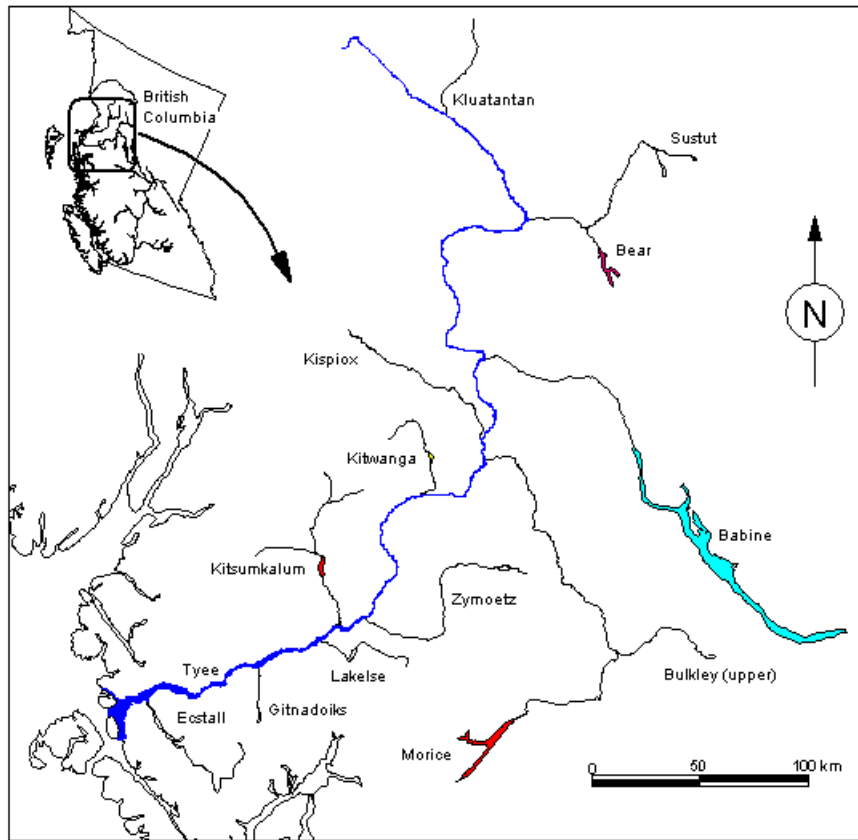 British
Columbia
Kluatantan
Sustut
Bear
N
Kispiox
Kitwanga
Babine
Kitsumkalum
Zymoetz
Tyee
Lakelse
Bulkley (upper)
Ecstall
Gitnadoiks
Morice
0 50 100 km